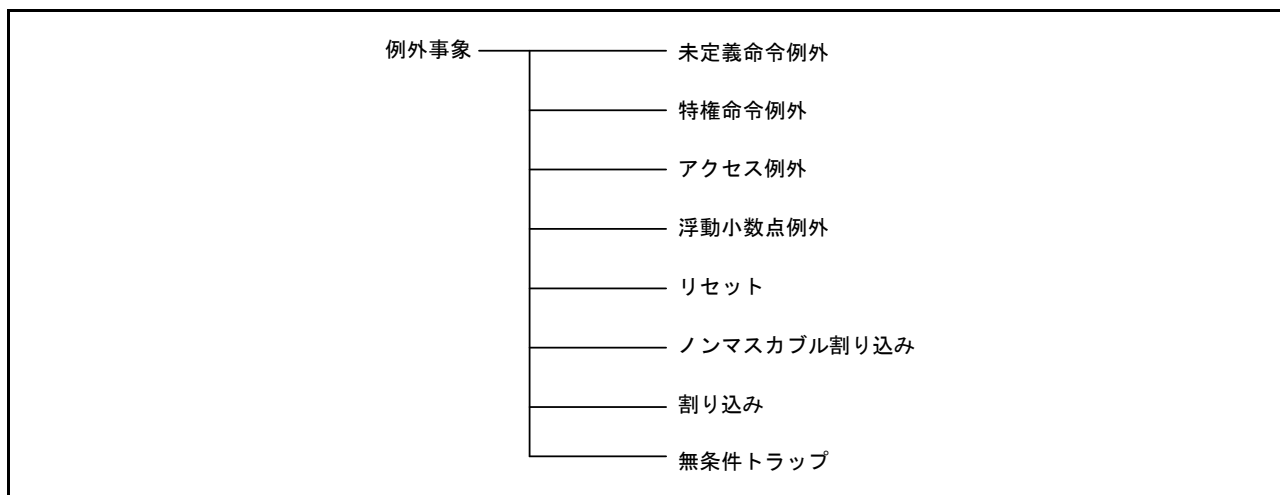 例外事象
未定義命令例外
特権命令例外
アクセス例外
浮動小数点例外
リセット
ノンマスカブル割り込み
割り込み
無条件トラップ